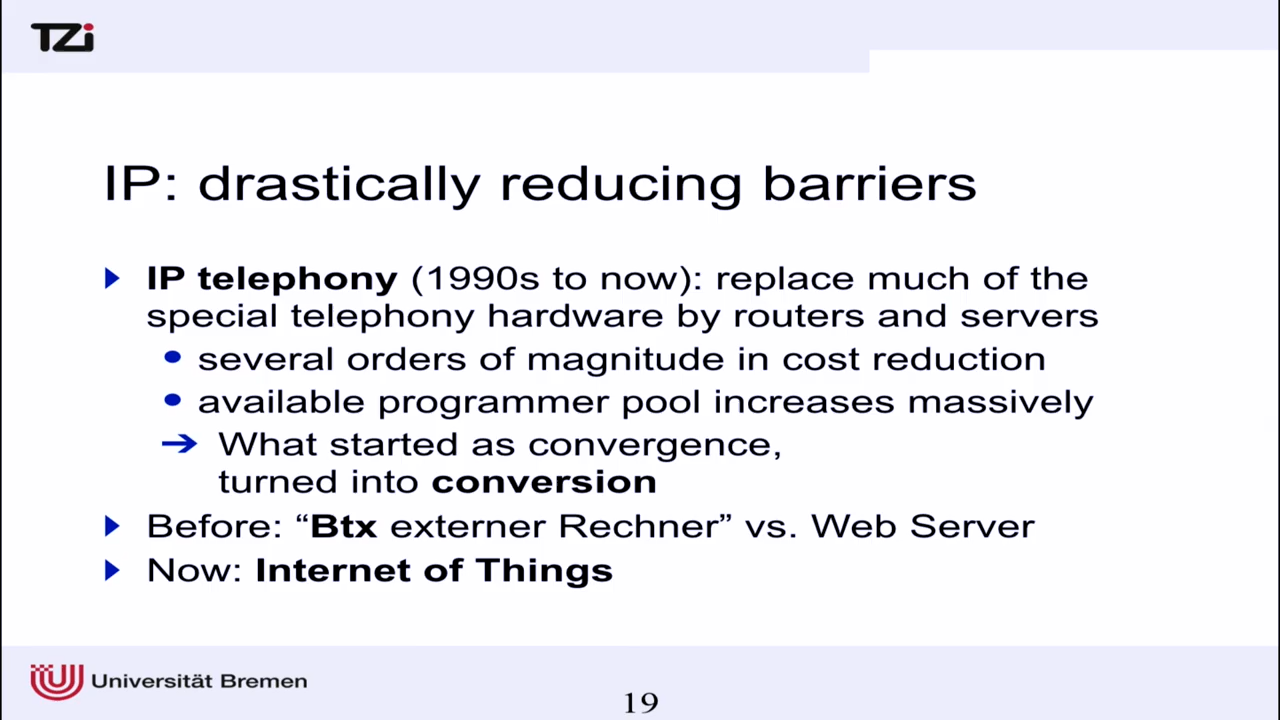 TZi
IP: drastically reducing barriers
IP telephony (1990s to now): replace much of the
special telephony hardware by routers and servers
several orders of magnitude in cost reduction
available programmer pool increases massively
➔ What started as convergence,
turned into conversion
Before: “Btx externer Rechner” vs. Web Server
Now: Internet of Things
Universität Bremen
19